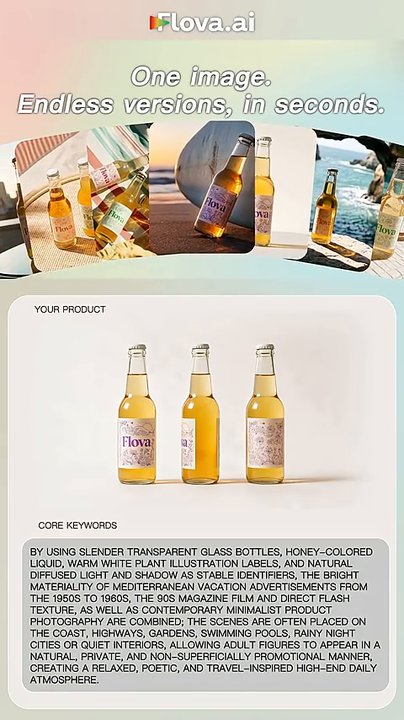 Flova.ai
One image.
Endless versions, in seconds.
Flova
Flova
Flova
Flova
Flova
YOUR PRODUCT
Flova
CORE KEYWORDS
BY USING SLENDER TRANSPARENT GLASS BOTTLES, HONEY-COLORED
LIQUID, WARM WHITE PLANT ILLUSTRATION LABELS, AND NATURAL
DIFFUSED LIGHT AND SHADOW AS STABLE IDENTIFIERS, THE BRIGHT
MATERIALITY OF MEDITERRANEAN VACATION ADVERTISEMENTS FROM
THE 1950S TO 1960S, THE 90S MAGAZINE FILM AND DIRECT FLASH
TEXTURE, AS WELL AS CONTEMPORARY MINIMALIST PRODUCT
PHOTOGRAPHY ARE COMBINED; THE SCENES ARE OFTEN PLACED ON
THE COAST, HIGHWAYS, GARDENS, SWIMMING POOLS, RAINY NIGHT
CITIES OR QUIET INTERIORS, ALLOWING ADULT FIGURES TO APPEAR IN A
NATURAL, PRIVATE, AND NON-SUPERFICIALLY PROMOTIONAL MANNER,
CREATING A RELAXED, POETIC, AND TRAVEL-INSPIRED HIGH-END DAILY
ATMOSPHERE.